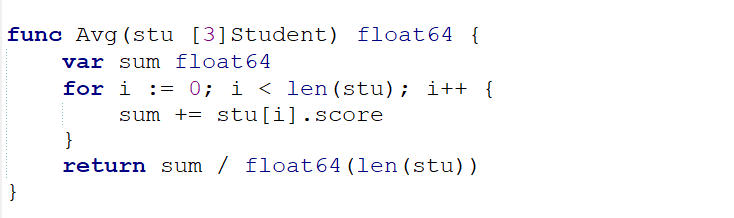 func Avg(stu [3]Student) float64 {
    var sum float64
    for i := 0; i < len(stu); i++ {
        sum += stu[i].score
    }
    return sum / float64(len(stu))
}